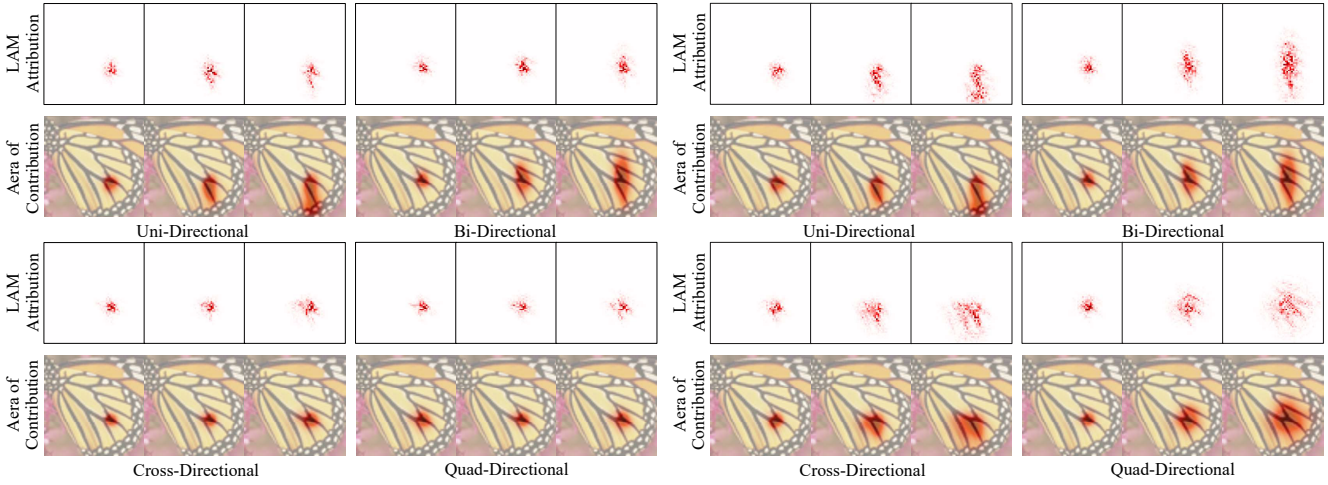 LAM
Attribution
LAM
Attribution
Aera of
Contribution
Aera of
Contribution
Uni-Directional
Bi-Directional
Uni-Directional
Bi-Directional
LAM
Attribution
LAM
Attribution
Aera of
Contribution
Aera of
Contribution
Cross-Directional
Quad-Directional
Cross-Directional
Quad-Directional